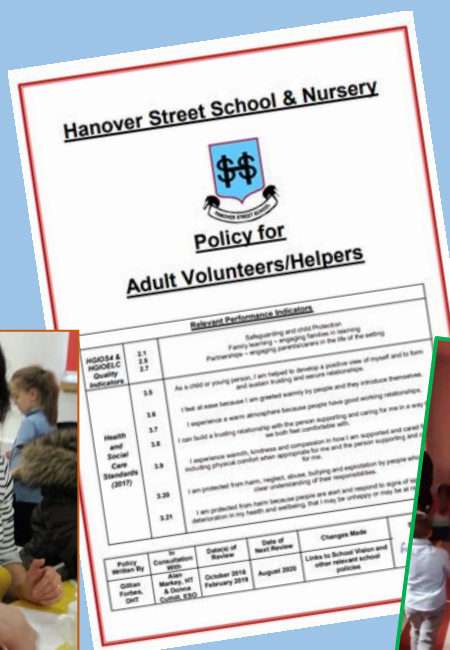 Hanover Street School & Nursery
HANOVER STREET SCHOOL
Policy for
Adult Volunteers/Helpers
Relevant Performance Indicators
HGIOS4 &
HGIOELC
Quality
Indicators
2.1
2.5
2.7
Safeguarding and child Protection
Family learning – engaging families in learning
Partnerships – engaging parents/carers in the life of the setting
Health
and
Social
Care
Standards
(2017)
3.5
As a child or young person, I am helped to develop a positive view of myself and to form
and sustain trusting and secure relationships.
3.6
I feel at ease because I am greeted warmly by people and they introduce themselves.
3.7
I experience a warm atmosphere because people have good working relationships.
3.8
I can build a trusting relationship with the person supporting and caring for me in a way
we both feel comfortable with.
3.9
I experience warmth, kindness and compassion in how I am supported and cared
including physical comfort when appropriate for me and the person supporting and
for me.
3.20
I am protected from harm, neglect, abuse, bullying and exploitation by people who
clear understanding of their responsibilities.
3.21
I am protected from harm because people are alert and respond to signs of
deterioration in my health and wellbeing, that I may be unhappy or may be at
Policy
Written By
In
Consultation
With
Date(s) of
Review
Date of
Next Review
Changes Made
Gillian
Forbes,
DHT
Alan
Markey, HT
& Donna
Cuthill, ESO
October 2018
February 2019
August 2020
Links to School Vision and
other relevant school
policies